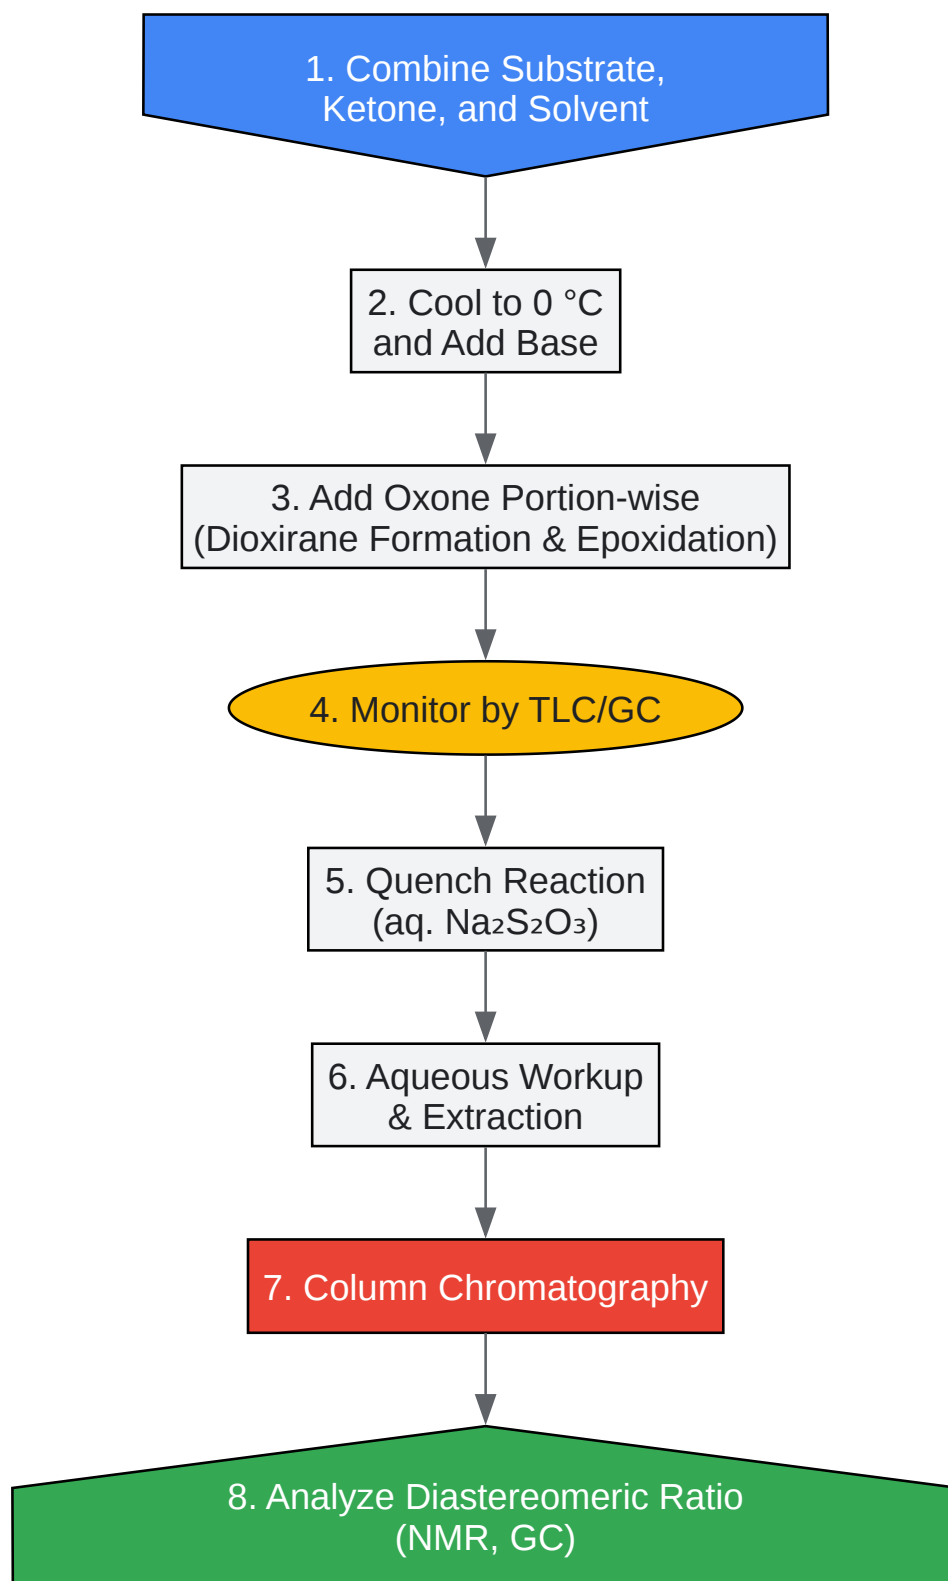 1. Combine Substrate,
Ketone, and Solvent
2. Cool to 0 °C
and Add Base
3. Add Oxone Portion-wise
(Dioxirane Formation & Epoxidation)
4. Monitor by TLC/GC
5. Quench Reaction
(aq. Na₂S₂O₃)
6. Aqueous Workup
& Extraction
7. Column Chromatography
8. Analyze Diastereomeric Ratio
(NMR, GC)